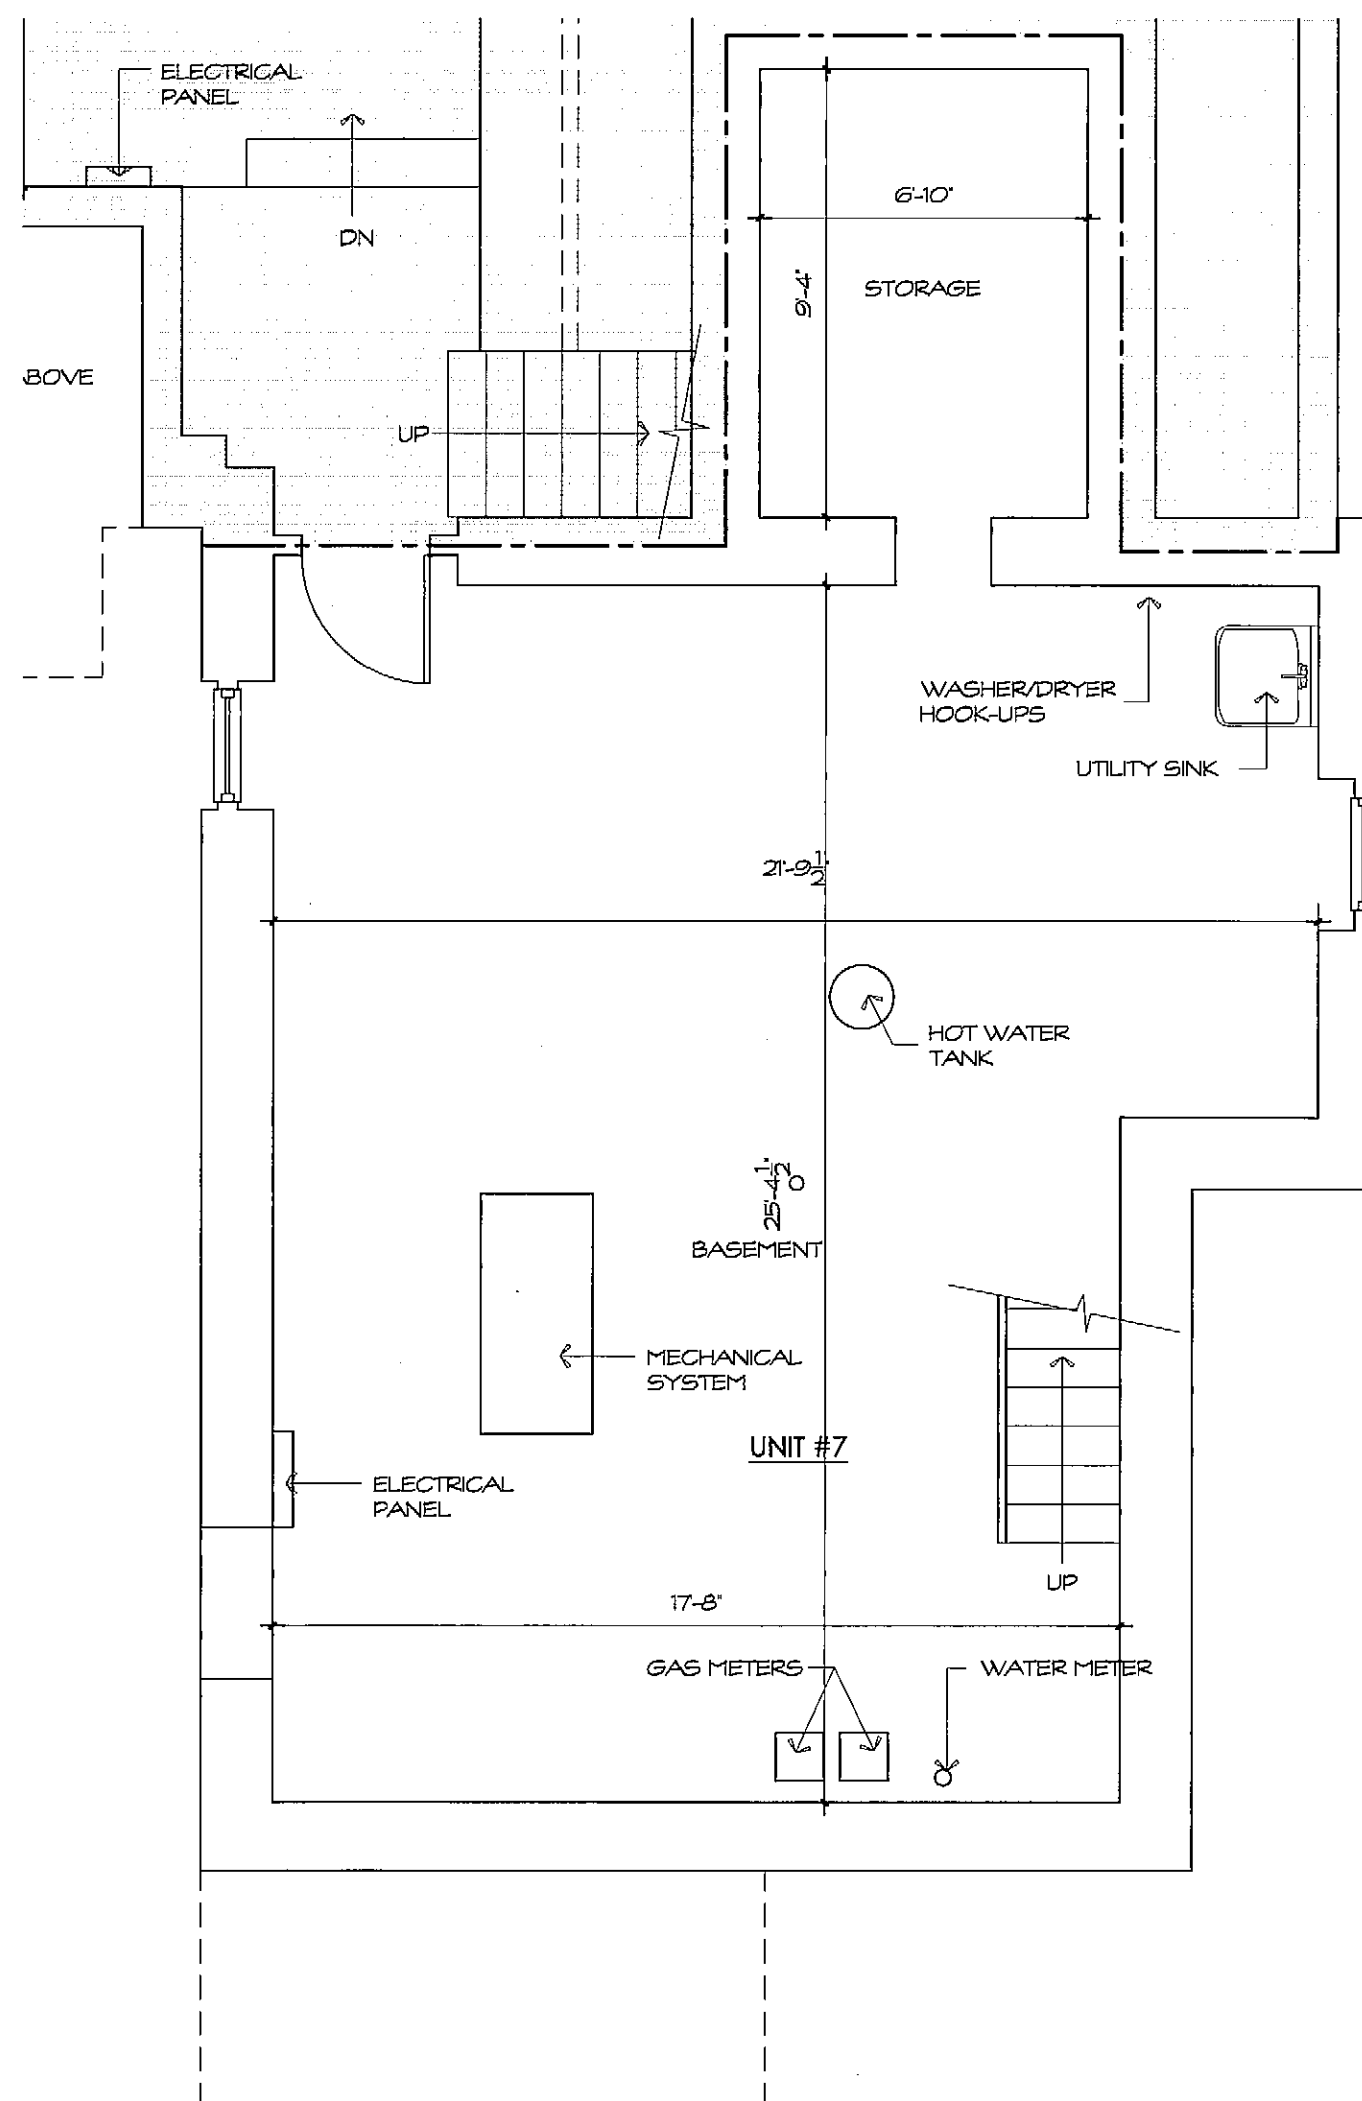 ELECTRICAL
PANEL
DN
6'-10"
9'-4"
STORAGE
BOVE
UP
WASHER/DRYER
HOOK-UPS
UTILITY SINK
21'-9 1/2"
HOT WATER
TANK
25'-4 1/2"
BASEMENT
MECHANICAL
SYSTEM
UNIT #7
ELECTRICAL
PANEL
UP
17'-8"
GAS METERS
WATER METER